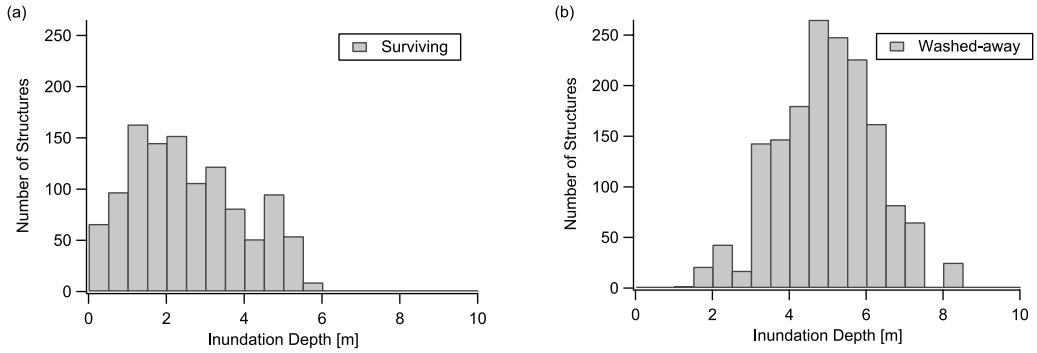 (a)
250
200
150
100
50
0
Number of Structures
Surviving
0 2 4 6 8 10
Inundation Depth [m]
(b)
250
200
150
100
50
0
Number of Structures
Washed-away
0 2 4 6 8 10
Inundation Depth [m]